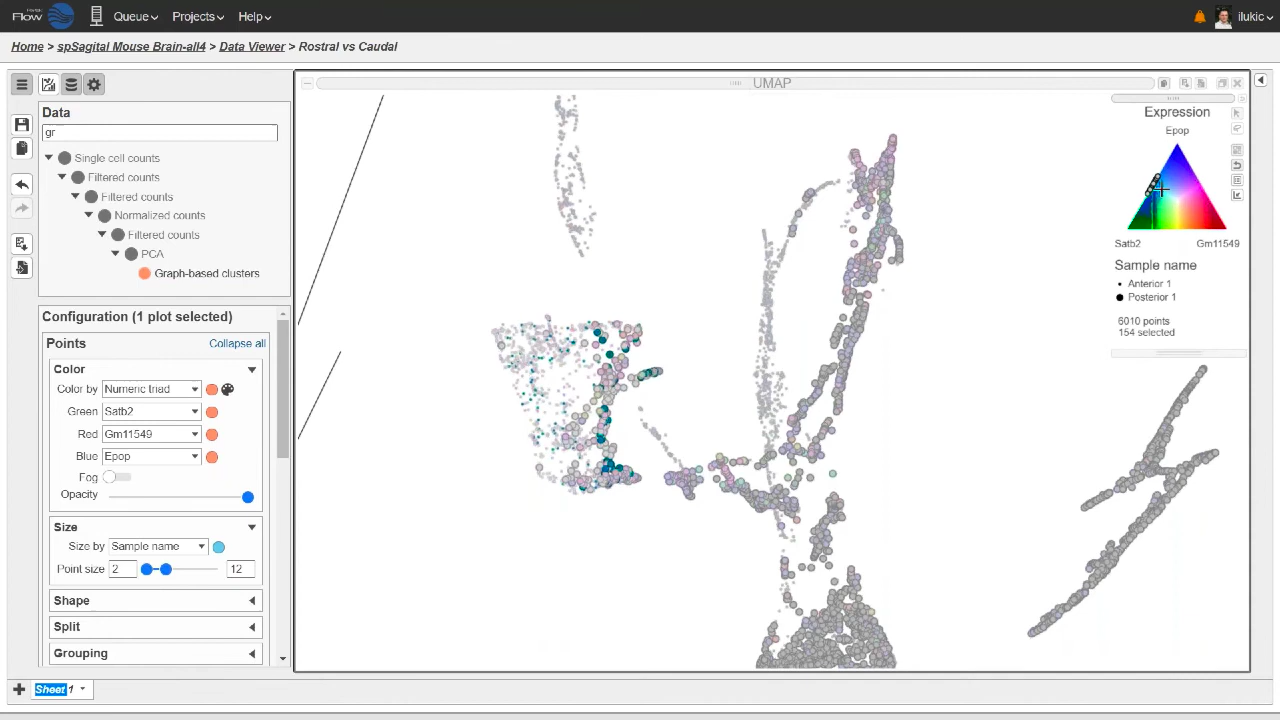 Flow
Queue Projects Help ilukic
Home > spSagital Mouse Brain-all4 > Data Viewer > Rostral vs Caudal
Data
gr
Single cell counts
Filtered counts
Filtered counts
Normalized counts
Filtered counts
PCA
Graph-based clusters
Configuration (1 plot selected)
Points Collapse all
Color
Color by Numeric triad
Green Satb2
Red Gm11549
Blue Epop
Fog
Opacity
Size
Size by Sample name
Point size 2 12
Shape
Split
Grouping
UMAP
Expression
Epop
Satb2 Gm11549
Sample name
Anterior 1
Posterior 1
6010 points
154 selected
Sheet 1